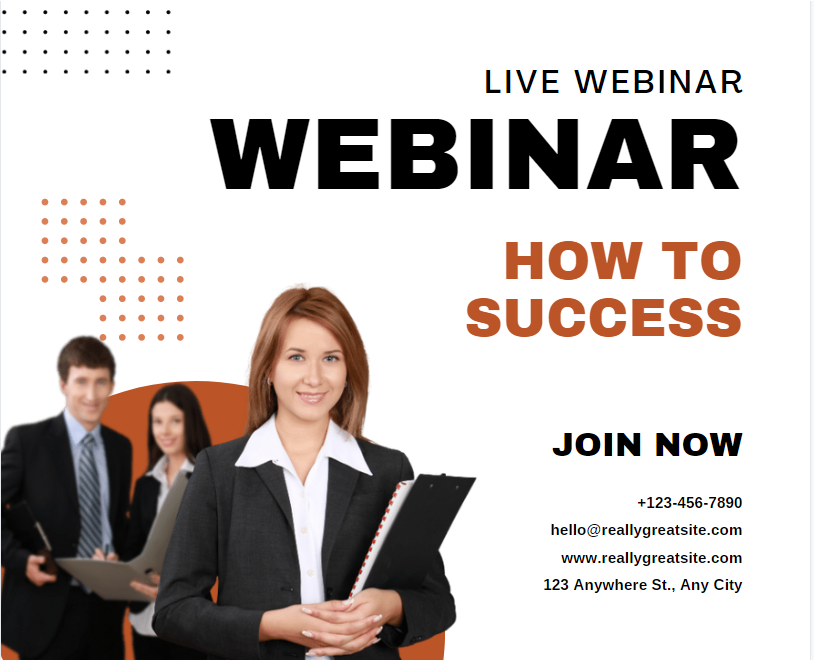 LIVE WEBINAR
WEBINAR
HOW TO
SUCCESS
JOIN NOW
+123-456-7890
hello@reallygreatsite.com
www.reallygreatsite.com
123 Anywhere St., Any City